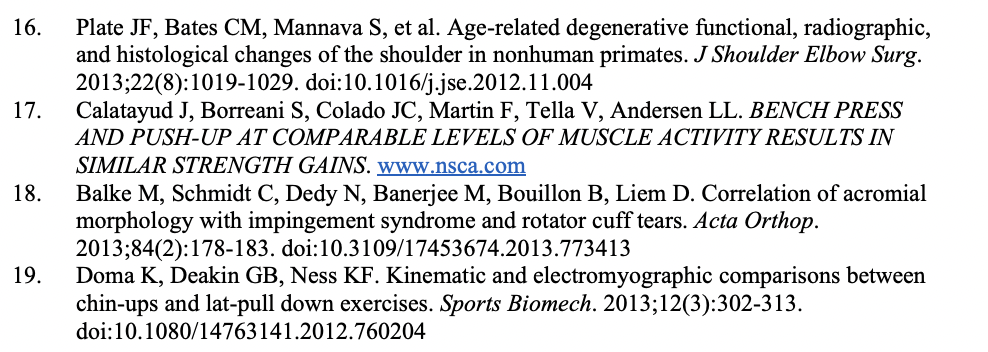 16. Plate JF, Bates CM, Mannava S, et al. Age-related degenerative functional, radiographic,
and histological changes of the shoulder in nonhuman primates. J Shoulder Elbow Surg.
2013;22(8):1019-1029. doi:10.1016/j.jse.2012.11.004
17. Calatayud J, Borreani S, Colado JC, Martin F, Tella V, Andersen LL. BENCH PRESS
AND PUSH-UP AT COMPARABLE LEVELS OF MUSCLE ACTIVITY RESULTS IN
SIMILAR STRENGTH GAINS. www.nsca.com
18. Balke M, Schmidt C, Dedy N, Banerjee M, Bouillon B, Liem D. Correlation of acromial
morphology with impingement syndrome and rotator cuff tears. Acta Orthop.
2013;84(2):178-183. doi:10.3109/17453674.2013.773413
19. Doma K, Deakin GB, Ness KF. Kinematic and electromyographic comparisons between
chin-ups and lat-pull down exercises. Sports Biomech. 2013;12(3):302-313.
doi:10.1080/14763141.2012.760204